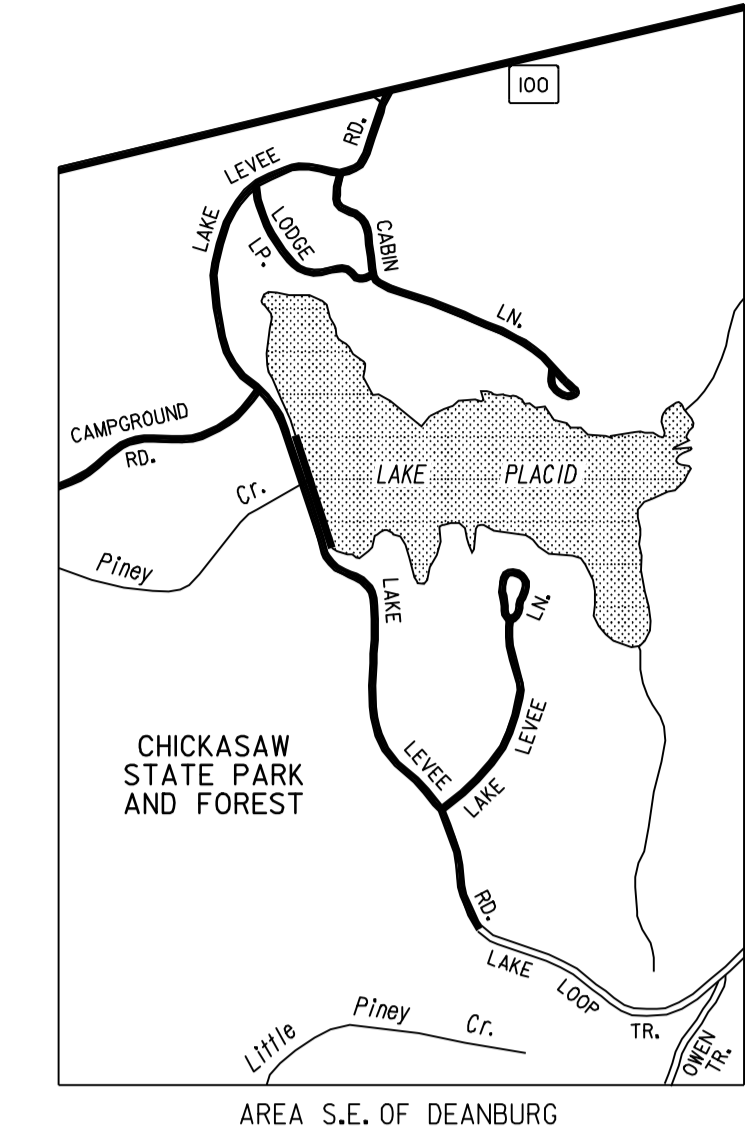 100
LAKE LEVEE RD.
LODGE LP.
CABIN LN.
CAMPGROUND RD.
Piney Cr.
LAKE PLACID
LAKE LEVEE RD.
LAKE LEVEE LN.
CHICKASAW
STATE PARK
AND FOREST
LAKE LOOP TR.
OWEN TR.
Little Piney Cr.
AREA S.E. OF DEANBURG